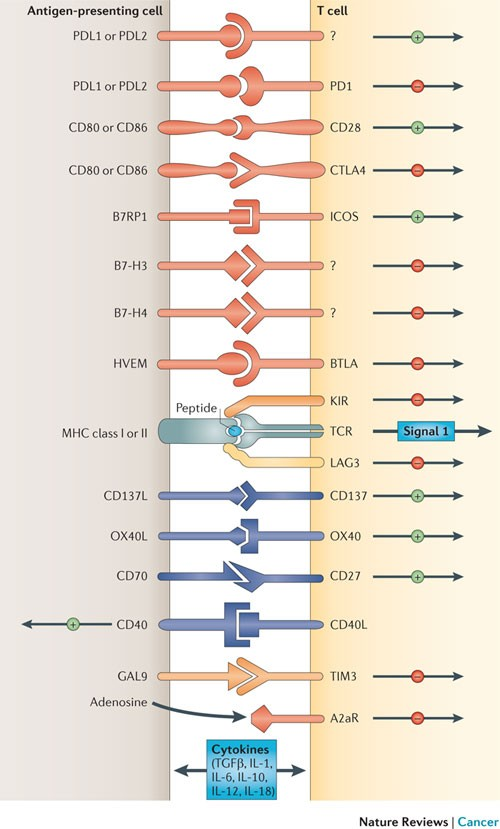 Antigen-presenting cell T cell
PDL1 or PDL2 ? +
PDL1 or PDL2 PD1 −
CD80 or CD86 CD28 +
CD80 or CD86 CTLA4 −
B7RP1 ICOS +
B7-H3 ? −
B7-H4 ? −
HVEM BTLA −
KIR −
Peptide
MHC class I or II TCR Signal 1
LAG3 −
CD137L CD137 +
OX40L OX40 +
CD70 CD27 +
+ CD40 CD40L
GAL9 TIM3 −
Adenosine
A2aR −
Cytokines
(TGFβ, IL-1,
IL-6, IL-10,
IL-12, IL-18)
Nature Reviews | Cancer